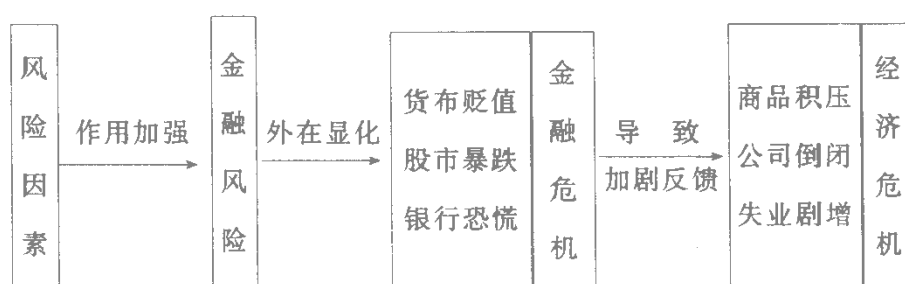 风险因素
作用加强
金融风险
外在显化
货布贬值
股市暴跌
银行恐慌
金融危机
导致
加剧反馈
商品积压
公司倒闭
失业剧增
经济危机